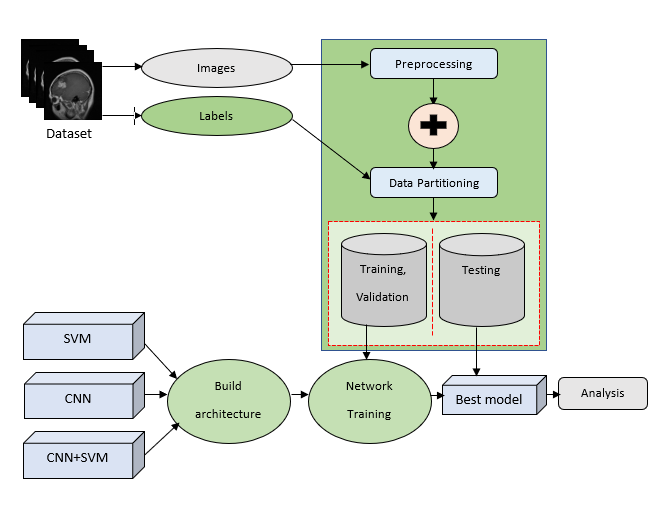 Images
Preprocessing
Labels
Dataset
Data Partitioning
Training,
Validation
Testing
SVM
CNN
CNN+SVM
Build
architecture
Network
Training
Best model
Analysis